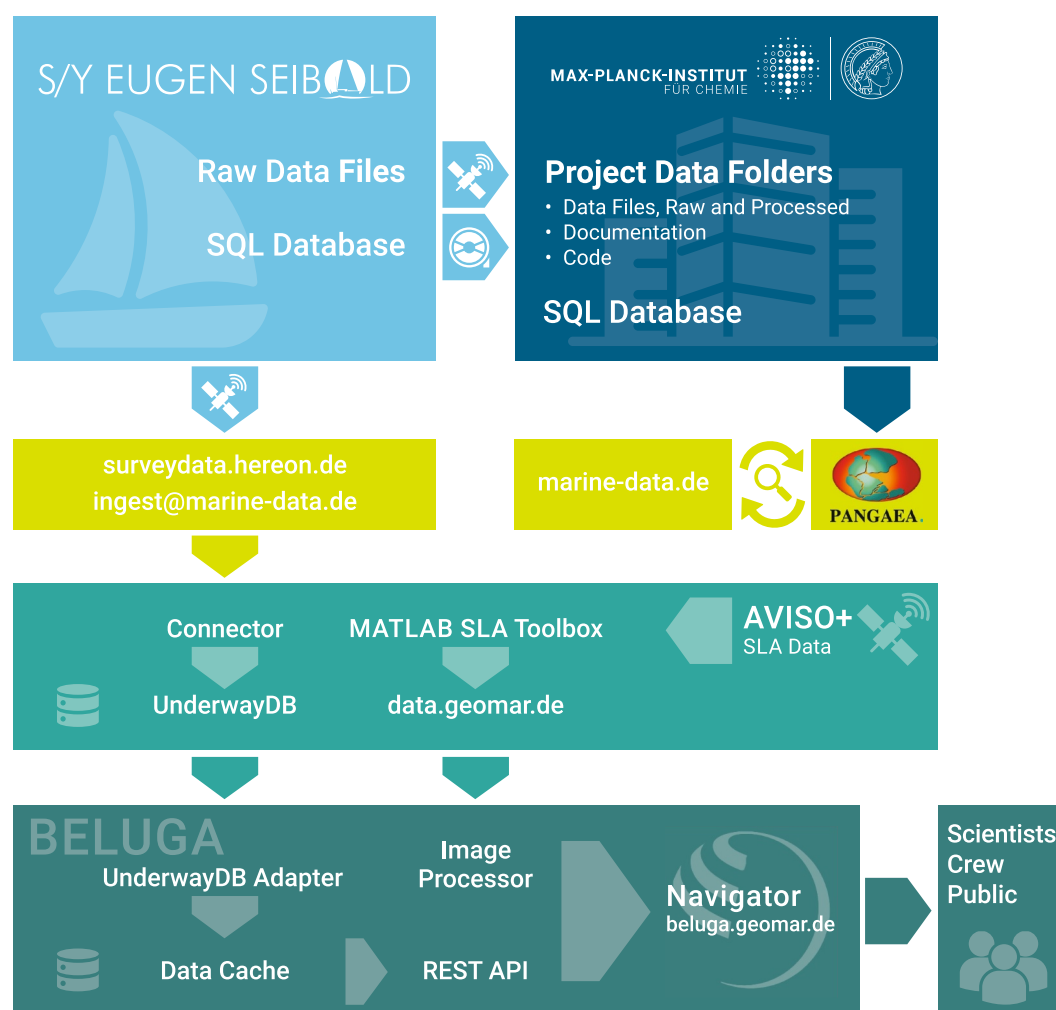 S/Y EUGEN SEIBOLD
Raw Data Files
SQL Database
MAX-PLANCK-INSTITUT
FÜR CHEMIE
Project Data Folders
• Data Files, Raw and Processed
• Documentation
• Code
SQL Database
surveydata.hereon.de
ingest@marine-data.de
marine-data.de
PANGAEA.
Connector
UnderwayDB
MATLAB SLA Toolbox
data.geomar.de
AVISO+
SLA Data
BELUGA
UnderwayDB Adapter
Data Cache
Image
Processor
REST API
Navigator
beluga.geomar.de
Scientists
Crew
Public